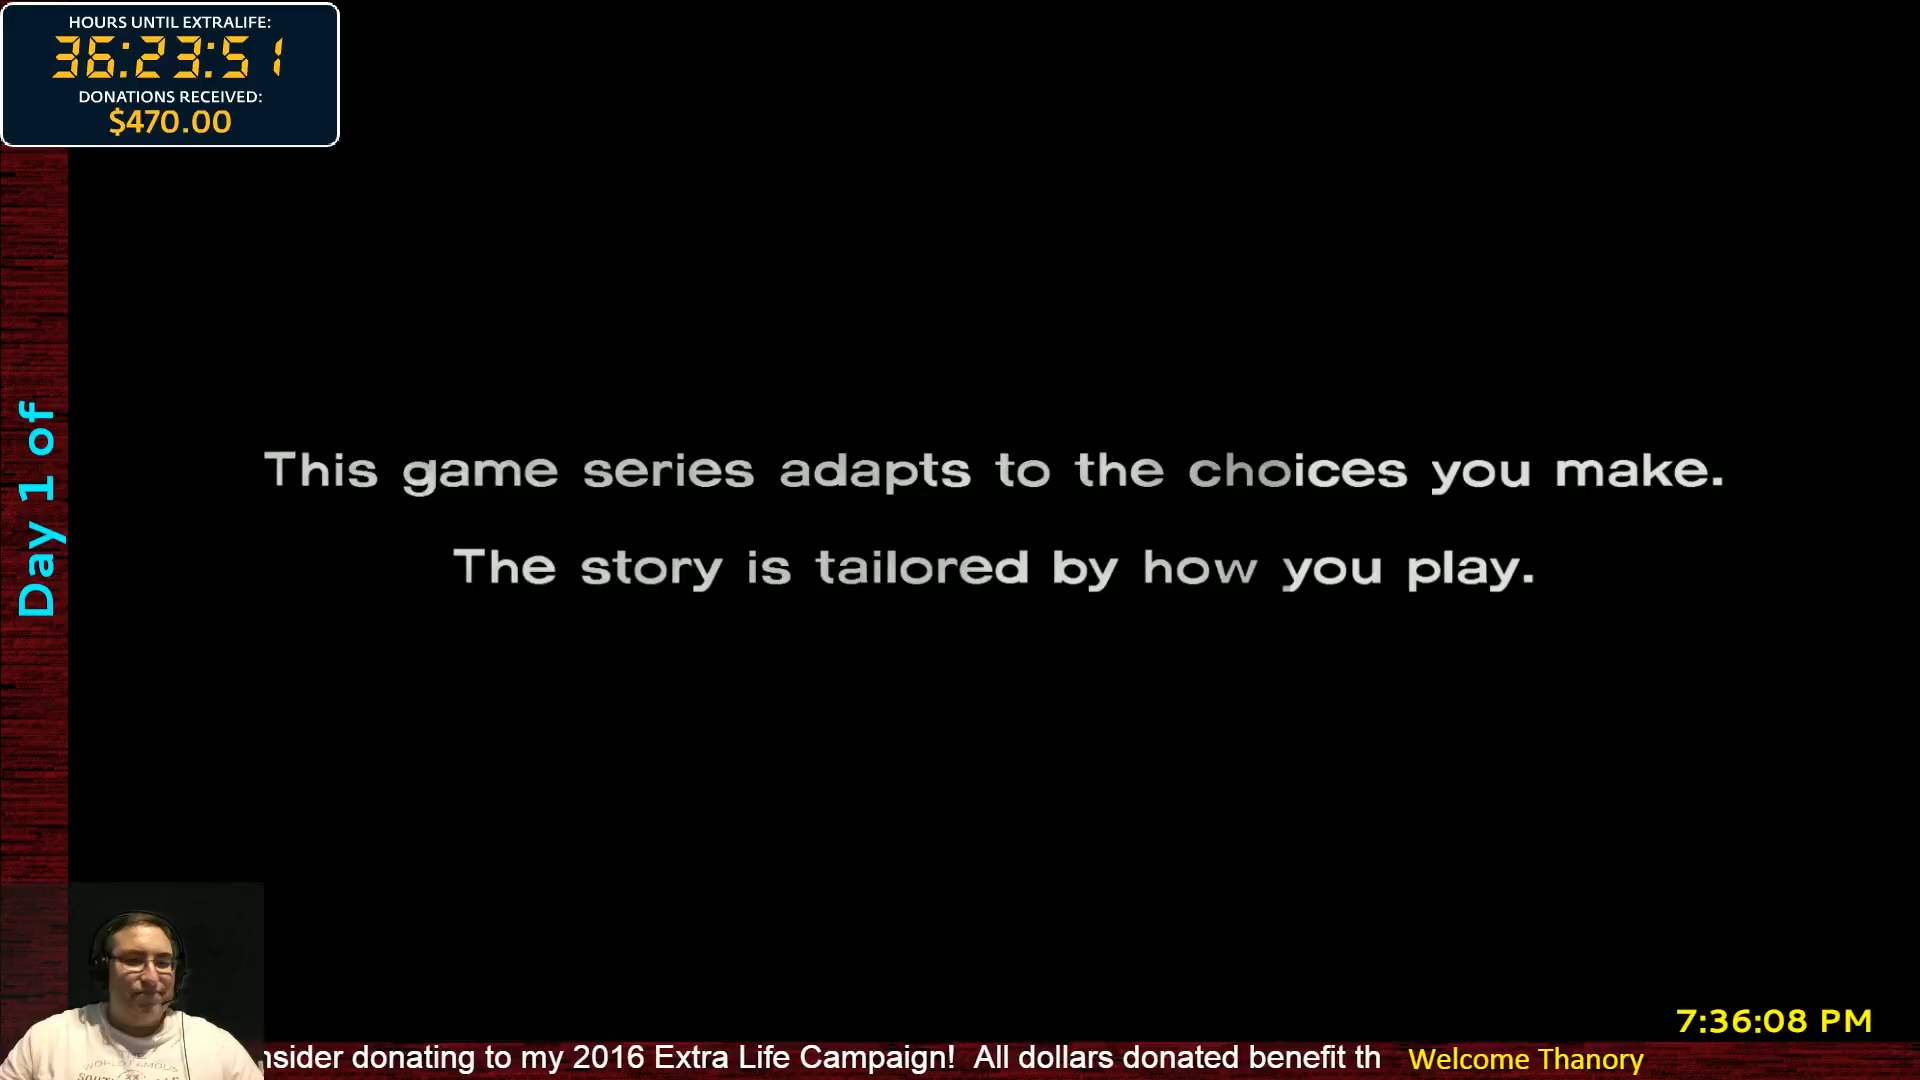 HOURS UNTIL EXTRALIFE:
36:23:51
DONATIONS RECEIVED:
$470.00
Day 1 of
This game series adapts to the choices you make.
The story is tailored by how you play.
7:36:08 PM
nsider donating to my 2016 Extra Life Campaign!  All dollars donated benefit th
Welcome Thanory
WORLD FAMOUS